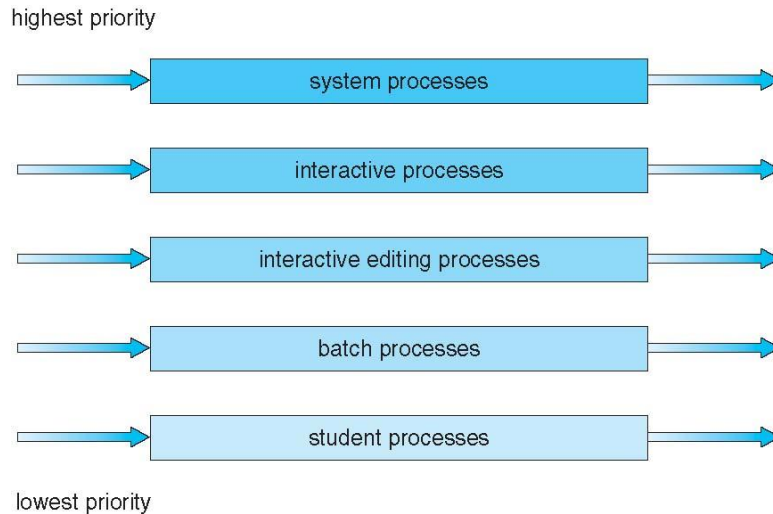 highest priority
system processes
interactive processes
interactive editing processes
batch processes
student processes
lowest priority